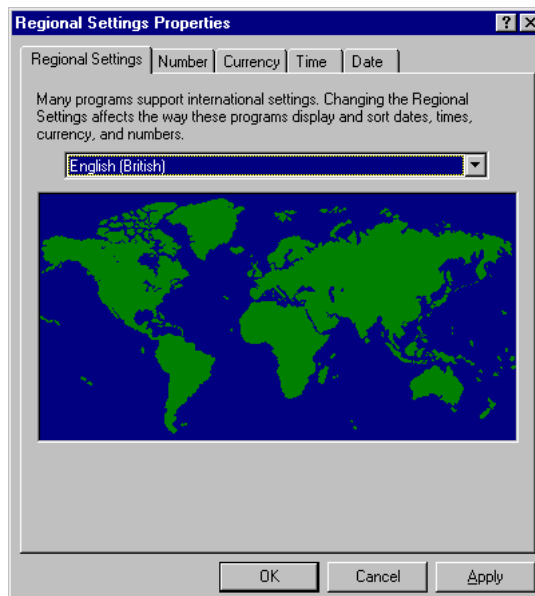 Regional Settings Properties
Regional Settings Number Currency Time Date
Many programs support international settings. Changing the Regional
Settings affects the way these programs display and sort dates, times,
currency, and numbers.
English (British)
OK Cancel Apply